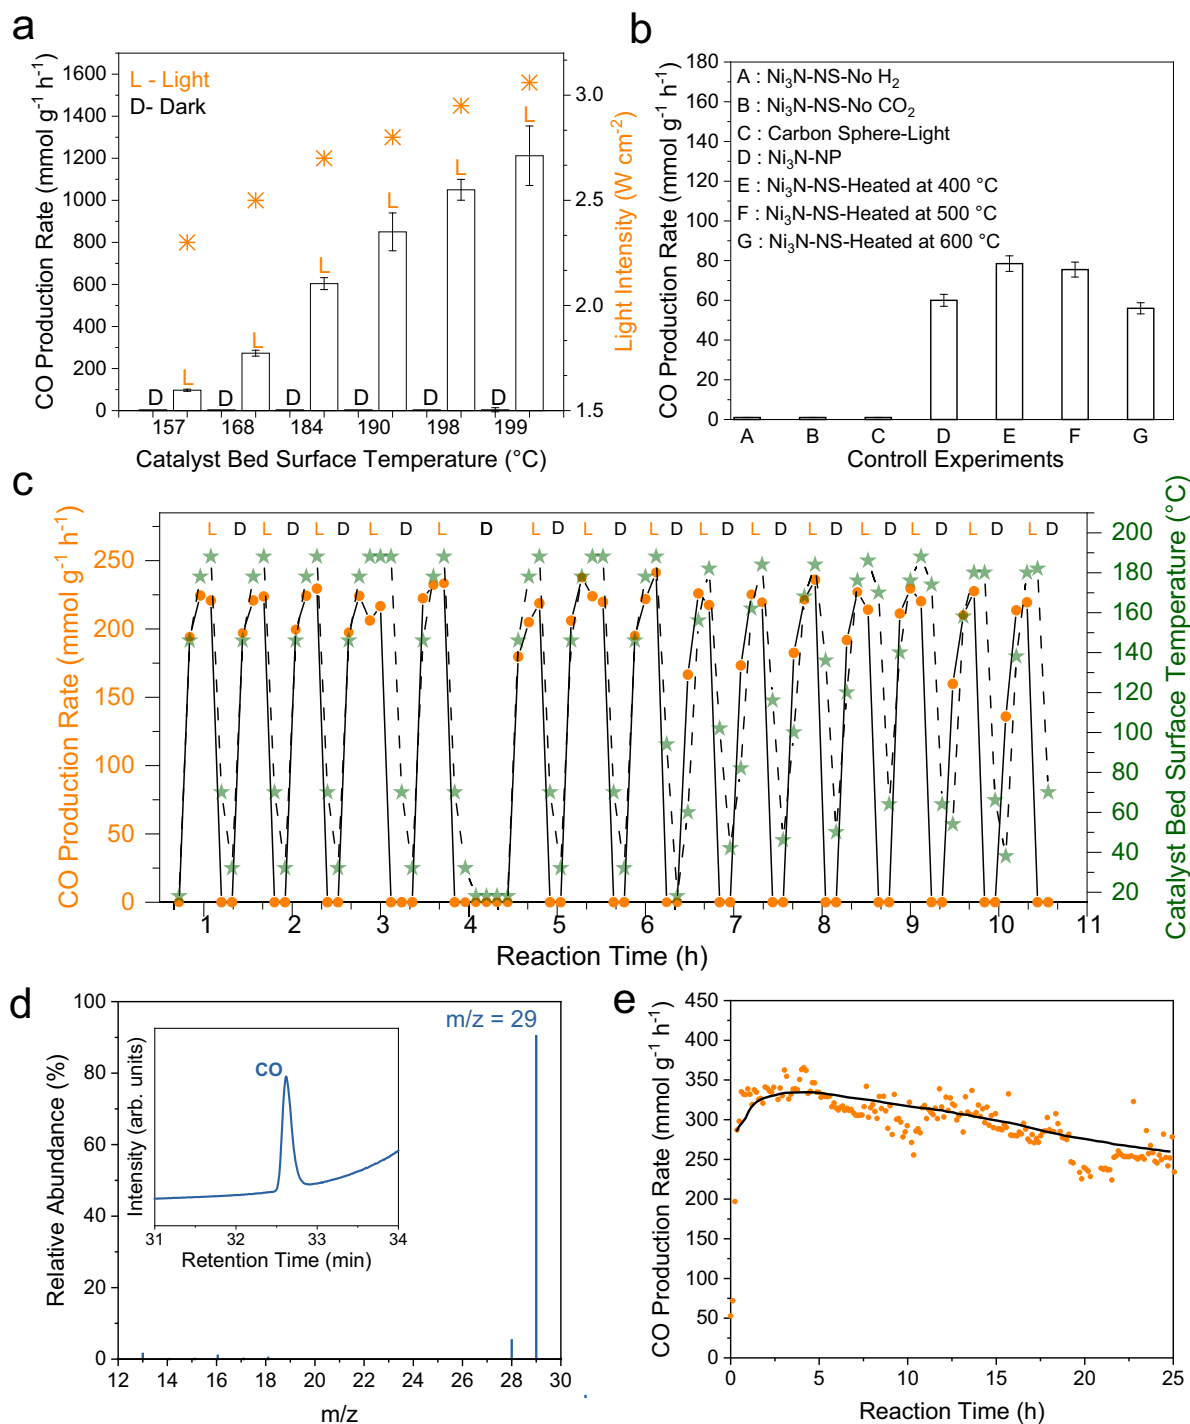 a
L - Light
D- Dark
CO Production Rate (mmol g⁻¹ h⁻¹)
1600
1400
1200
1000
800
600
400
200
0
D L D L D L D L D L D L
157 168 184 190 198 199
Catalyst Bed Surface Temperature (°C)
3.0
2.5
2.0
1.5
Light Intensity (W cm⁻²)
b
CO Production Rate (mmol g⁻¹ h⁻¹)
180
160
140
120
100
80
60
40
20
0
A : Ni₃N-NS-No H₂
B : Ni₃N-NS-No CO₂
C : Carbon Sphere-Light
D : Ni₃N-NP
E : Ni₃N-NS-Heated at 400 °C
F : Ni₃N-NS-Heated at 500 °C
G : Ni₃N-NS-Heated at 600 °C
A B C D E F G
Controll Experiments
c
CO Production Rate (mmol g⁻¹ h⁻¹)
250
200
150
100
50
0
L D L D L D L D L D L D L D L D L D L D L D L D L D L D
1 2 3 4 5 6 7 8 9 10 11
Reaction Time (h)
200
180
160
140
120
100
80
60
40
20
Catalyst Bed Surface Temperature (°C)
d
Relative Abundance (%)
100
80
60
40
20
0
m/z = 29
CO
Intensity (arb. units)
31 32 33 34
Retention Time (min)
12 14 16 18 20 22 24 26 28 30
m/z
e
CO Production Rate (mmol g⁻¹ h⁻¹)
450
400
350
300
250
200
150
100
50
0
0 5 10 15 20 25
Reaction Time (h)